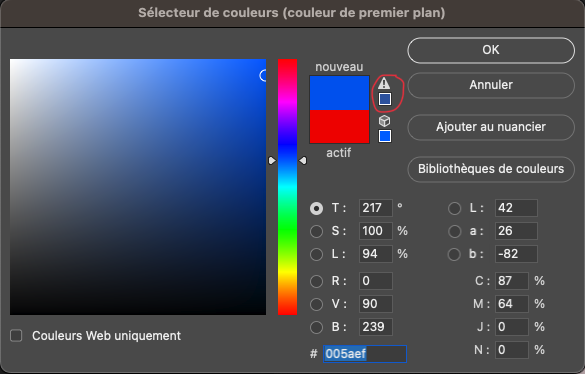 Sélecteur de couleurs (couleur de premier plan)
nouveau
actif
OK
Annuler
Ajouter au nuancier
Bibliothèques de couleurs
T : 217 °
S : 100 %
L : 94 %
R : 0
V : 90
B : 239
# 005aef
L : 42
a : 26
b : -82
C : 87 %
M : 64 %
J : 0 %
N : 0 %
Couleurs Web uniquement